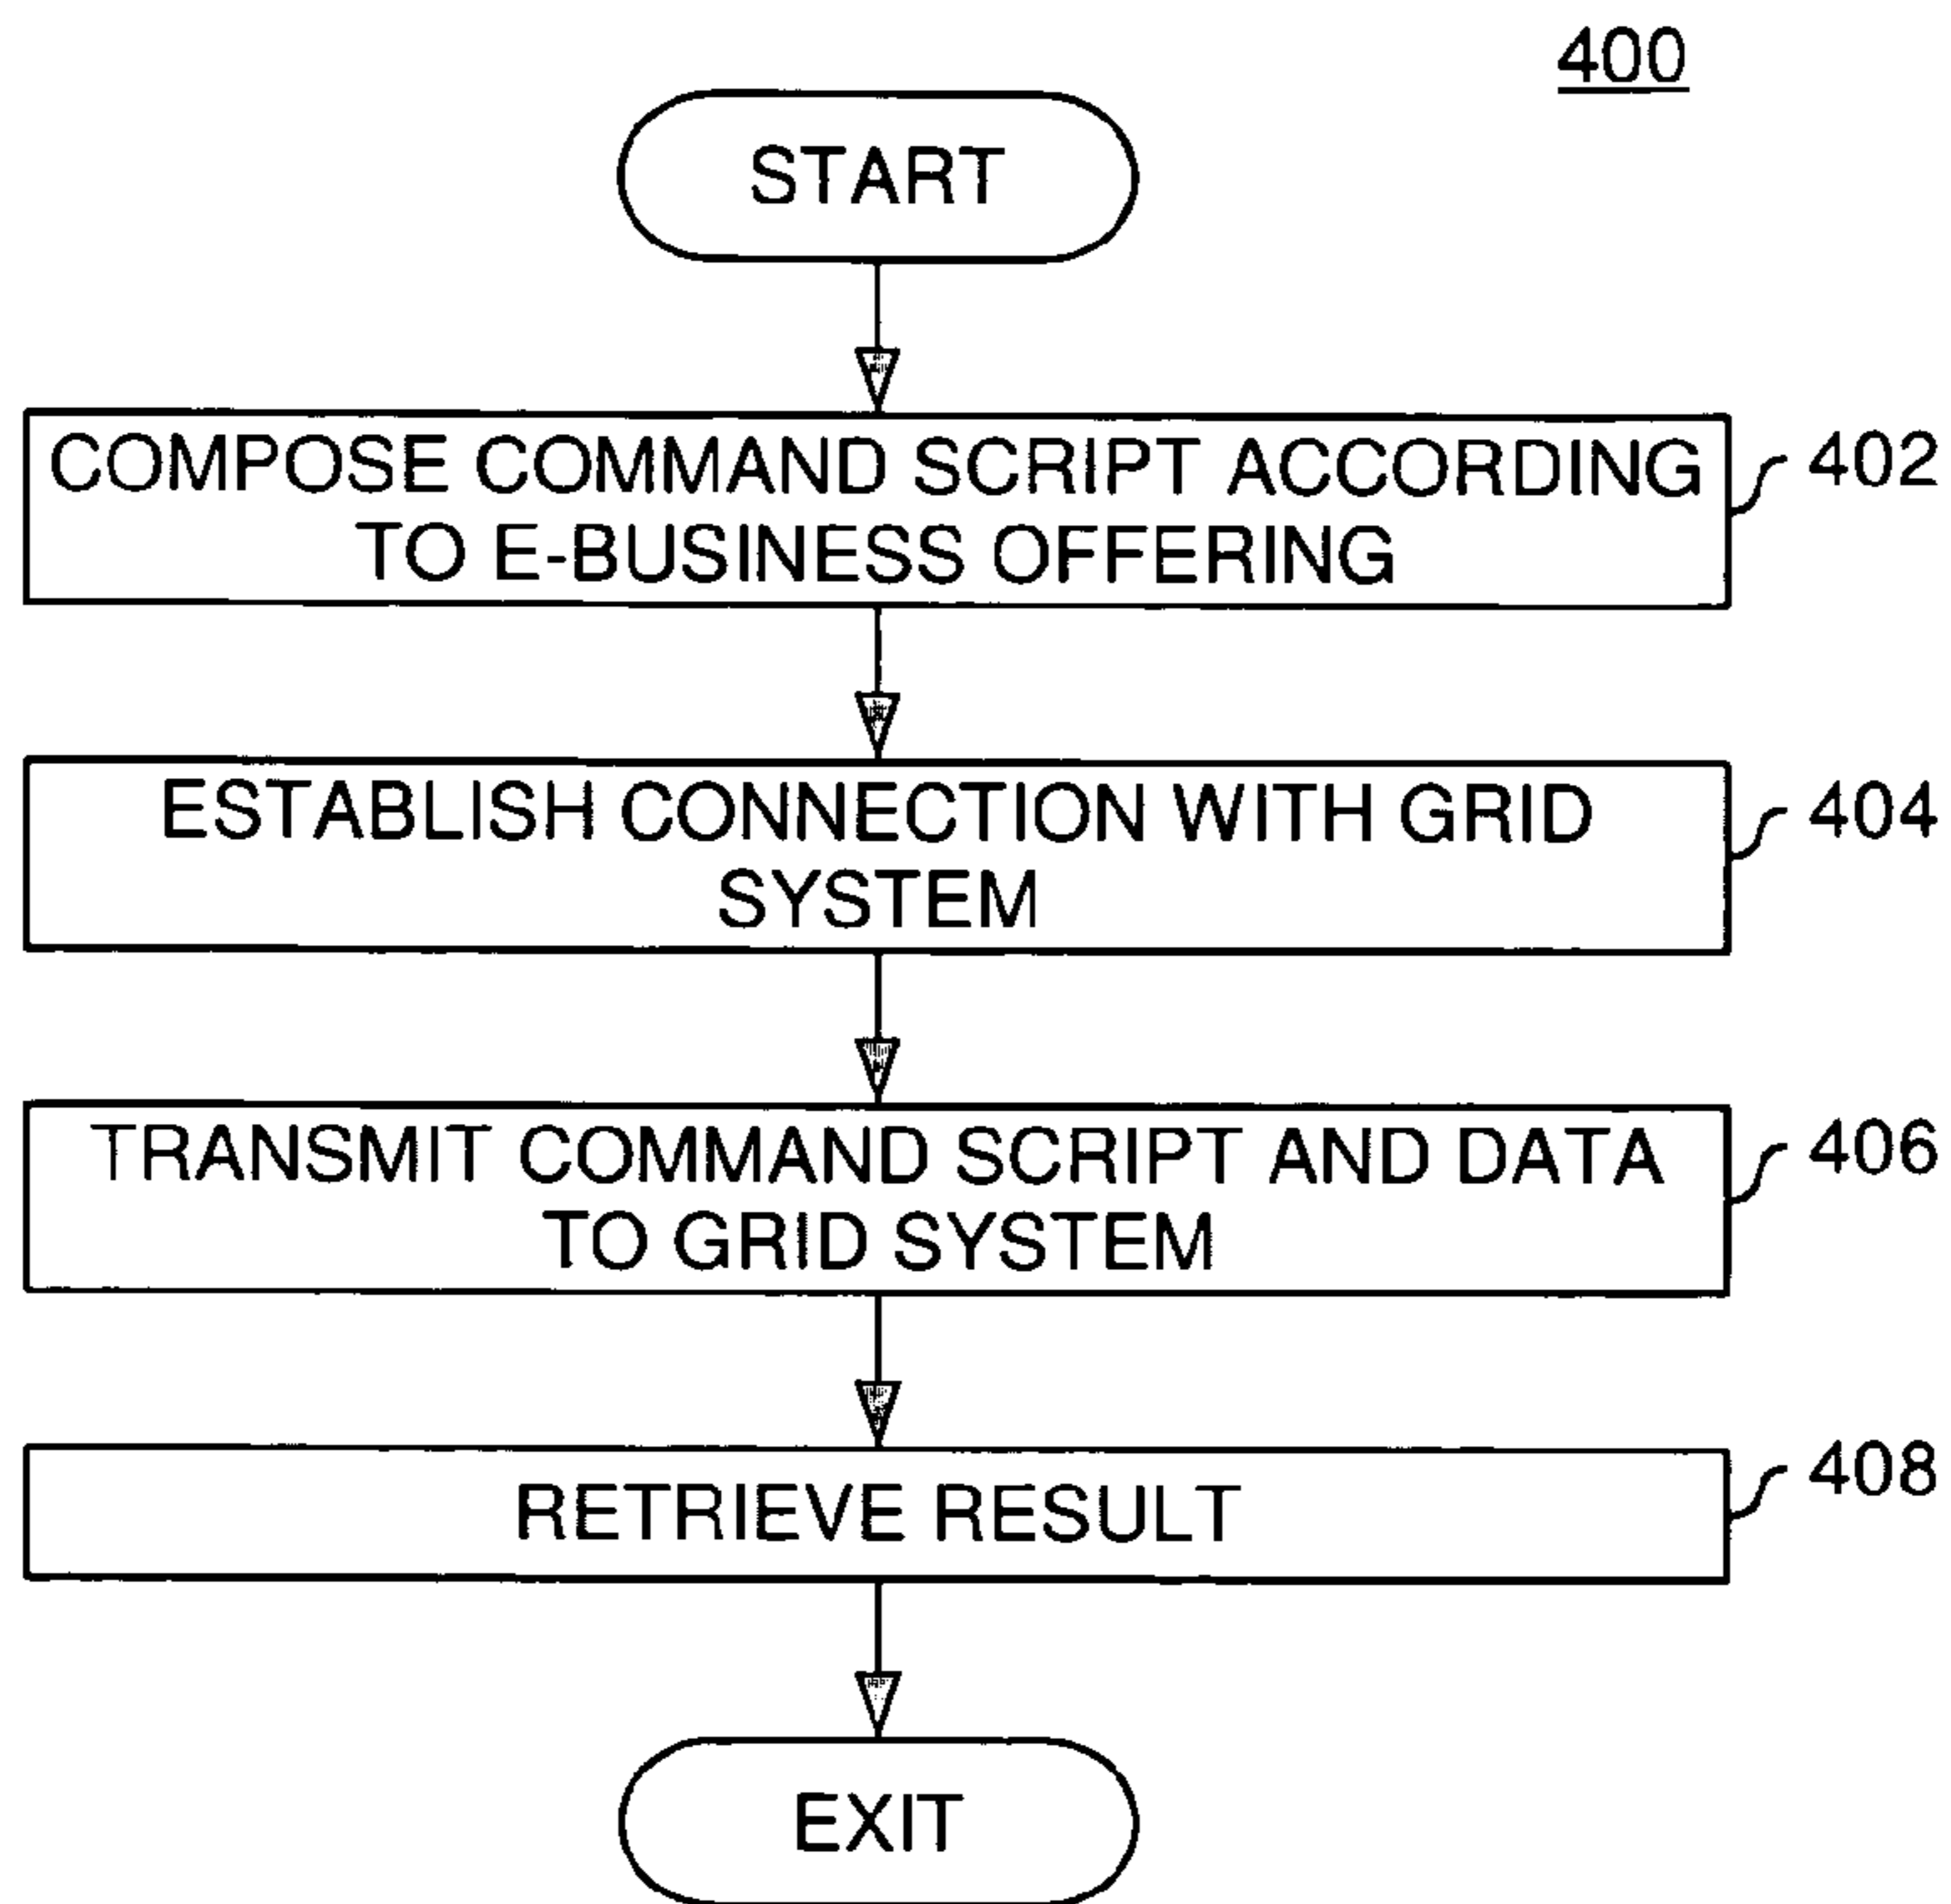 400
START
COMPOSE COMMAND SCRIPT ACCORDING
TO E-BUSINESS OFFERING
402
ESTABLISH CONNECTION WITH GRID
SYSTEM
404
TRANSMIT COMMAND SCRIPT AND DATA
TO GRID SYSTEM
406
RETRIEVE RESULT
408
EXIT